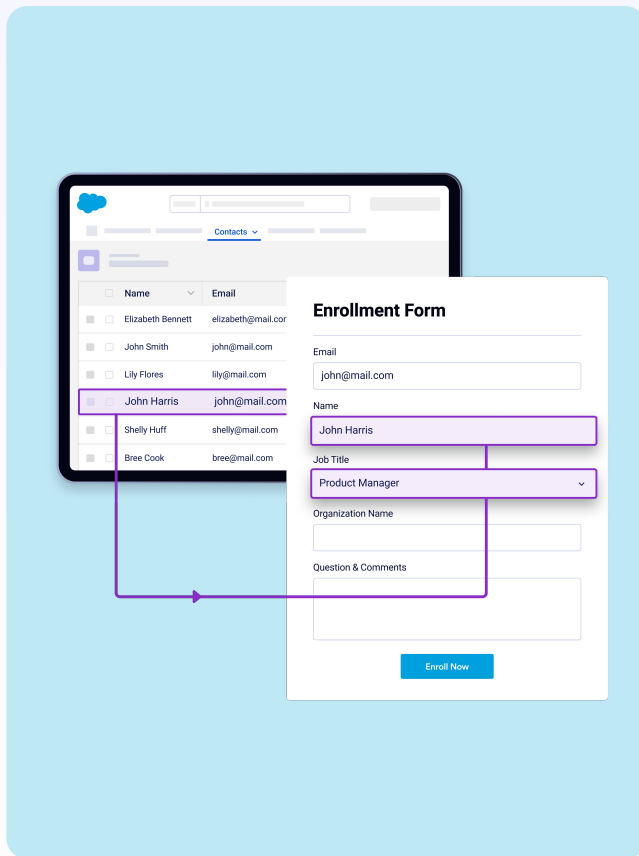 Contacts
Name Email
Elizabeth Bennett elizabeth@mail.cor
John Smith john@mail.com
Lily Flores lily@mail.com
John Harris john@mail.com
Shelly Huff shelly@mail.com
Bree Cook bree@mail.com
Enrollment Form
Email
john@mail.com
Name
John Harris
Job Title
Product Manager
Organization Name
Question & Comments
Enroll Now